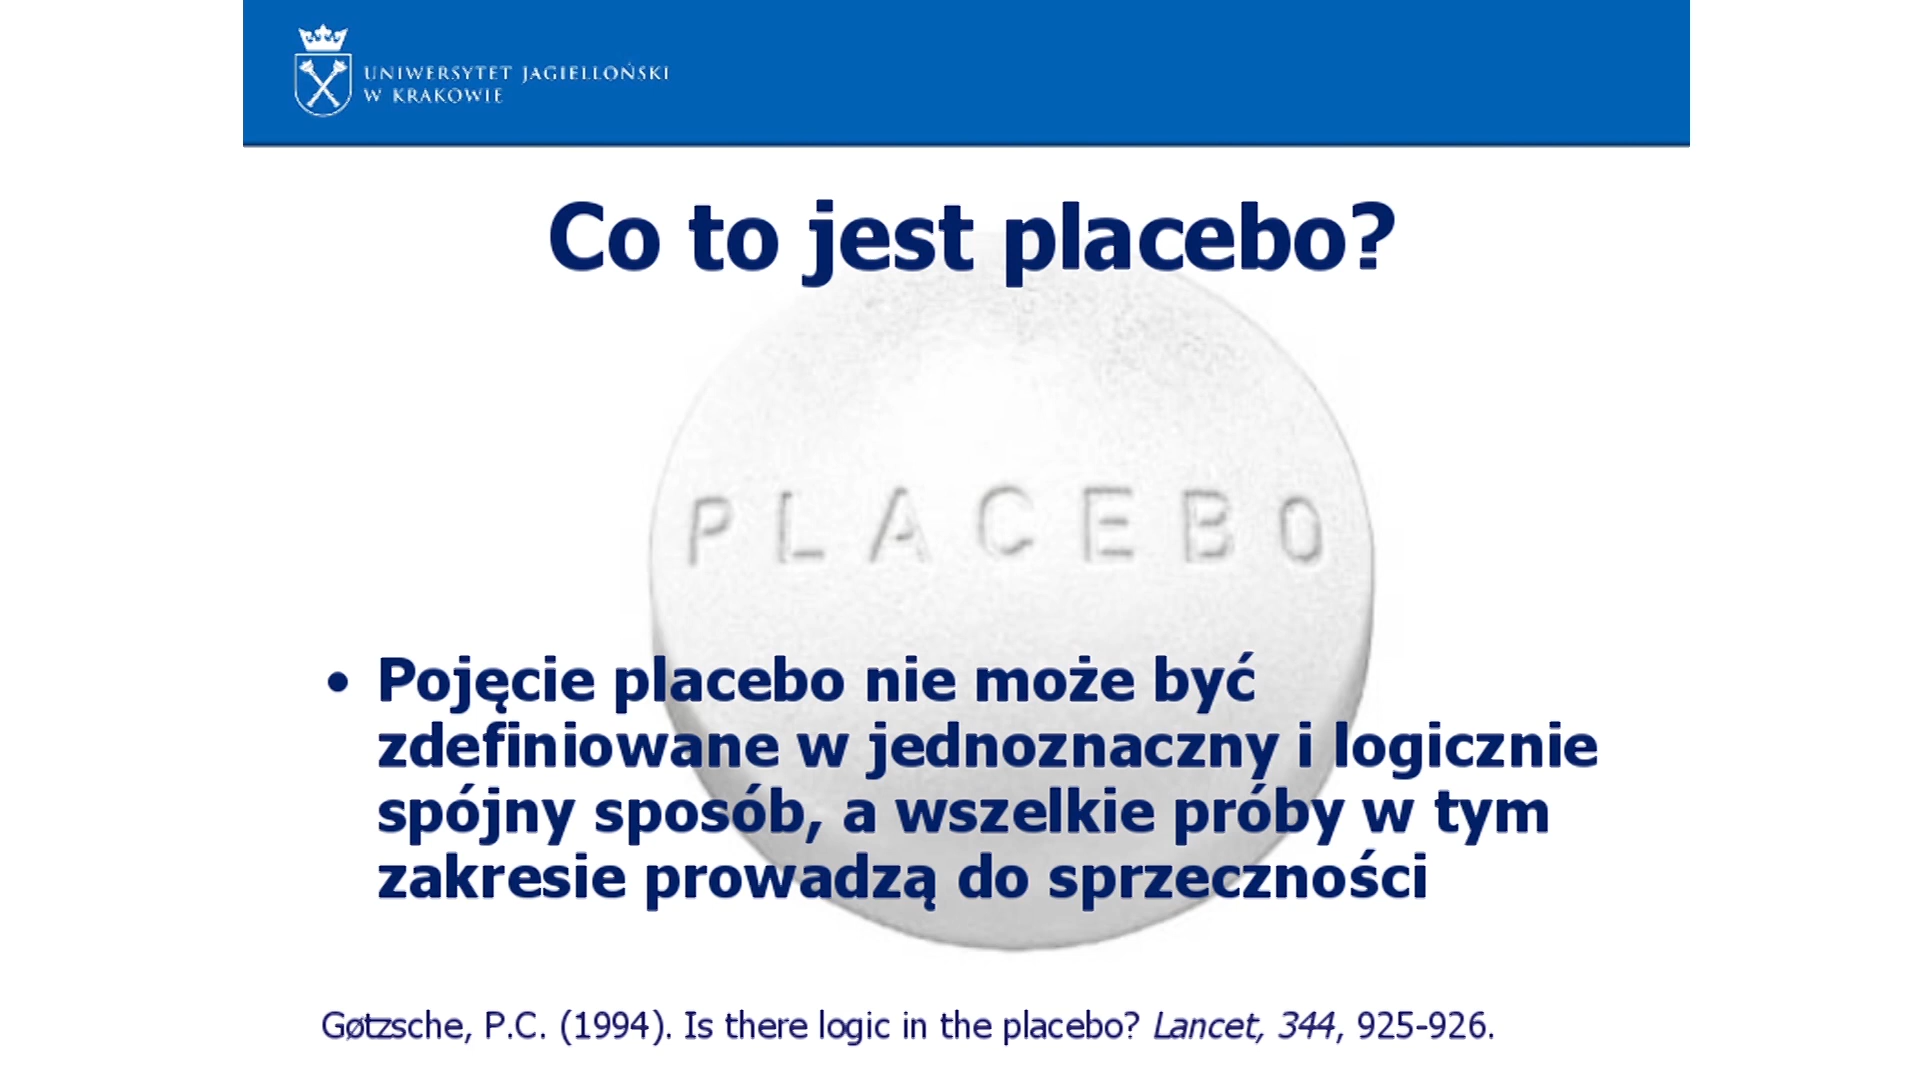 UNIWERSYTET JAGIELLOŃSKI
W KRAKOWIE
Co to jest placebo?
PLACEBO
• Pojęcie placebo nie może być
zdefiniowane w jednoznaczny i logicznie
spójny sposób, a wszelkie próby w tym
zakresie prowadzą do sprzeczności
Gøtzsche, P.C. (1994). Is there logic in the placebo? Lancet, 344, 925-926.